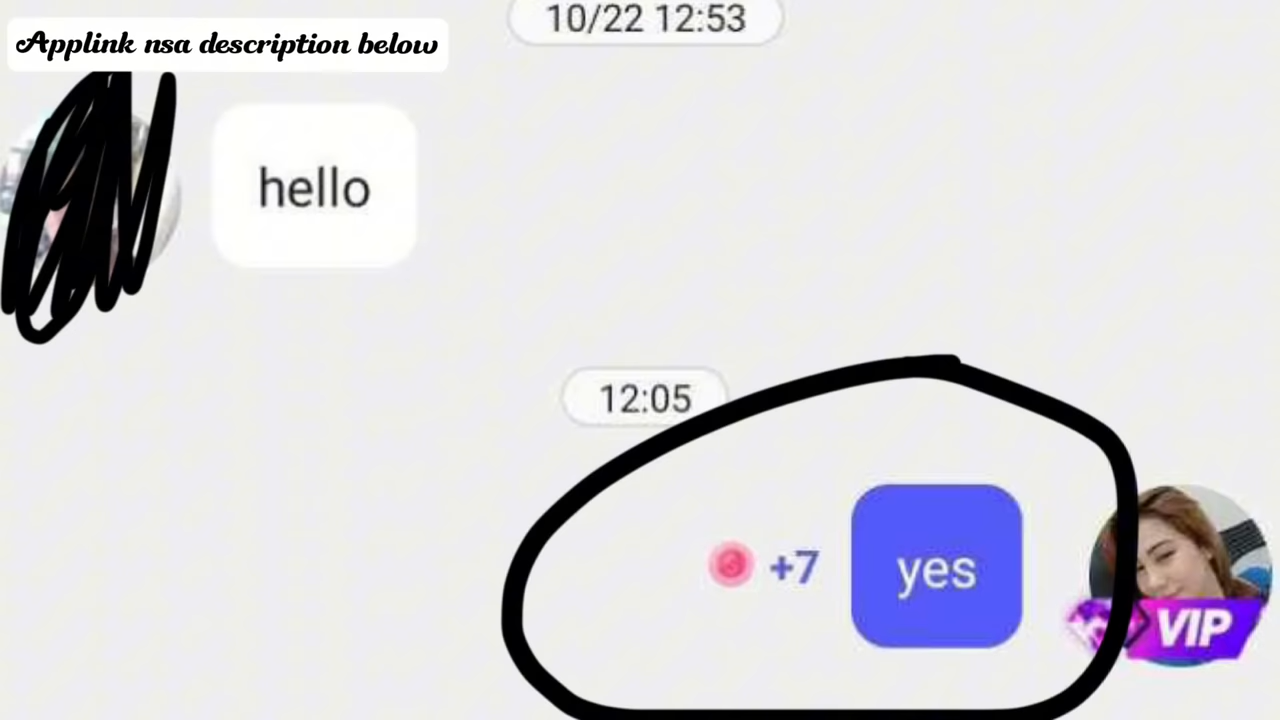 10/22 12:53
Applink nsa description below
hello
12:05
+7
yes
VIP